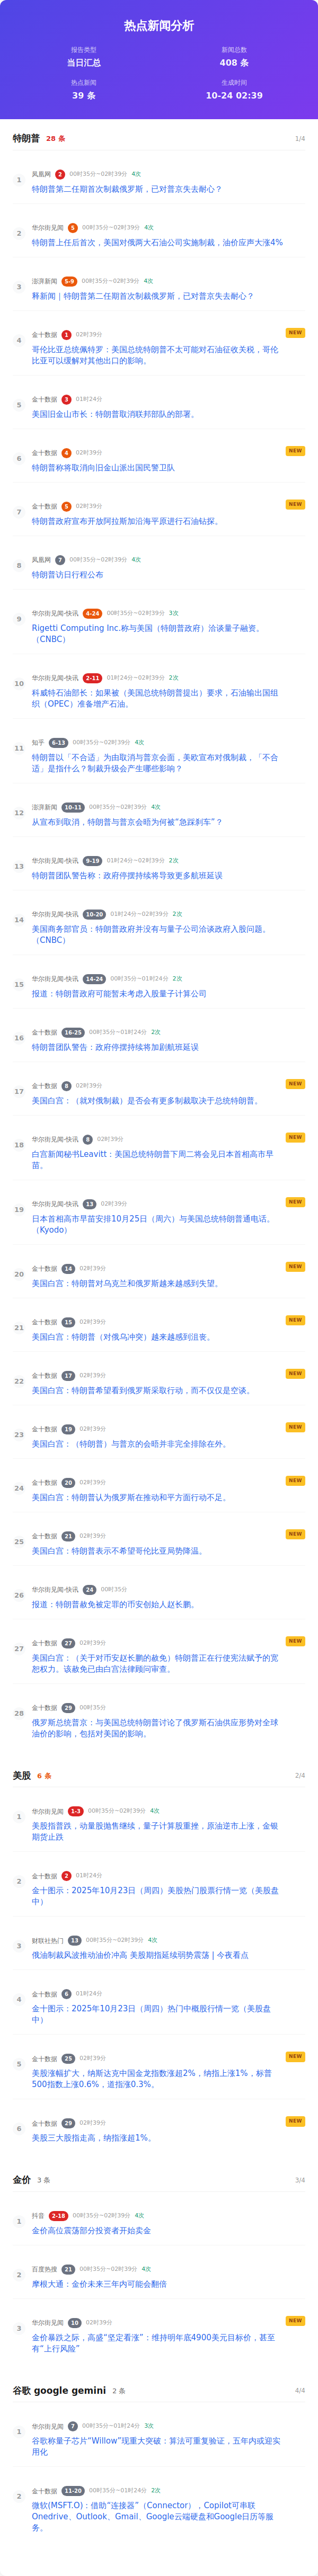 热点新闻分析
报告类型
新闻总数
当日汇总
408 条
热点新闻
生成时间
39 条
10-24 02:39
特朗普 28 条 1/4
1 凤凰网 2 00时35分~02时39分 4次
特朗普第二任期首次制裁俄罗斯，已对普京失去耐心？
2 华尔街见闻 5 00时35分~02时39分 4次
特朗普上任后首次，美国对俄两大石油公司实施制裁，油价应声大涨4%
3 澎湃新闻 5-9 00时35分~02时39分 4次
释新闻｜特朗普第二任期首次制裁俄罗斯，已对普京失去耐心？
4 金十数据 1 02时39分 NEW
哥伦比亚总统佩特罗：美国总统特朗普不太可能对石油征收关税，哥伦
比亚可以缓解对其他出口的影响。
5 金十数据 3 01时24分
美国旧金山市长：特朗普取消联邦部队的部署。
6 金十数据 4 02时39分 NEW
特朗普称将取消向旧金山派出国民警卫队
7 金十数据 5 02时39分 NEW
特朗普政府宣布开放阿拉斯加沿海平原进行石油钻探。
8 凤凰网 7 00时35分~02时39分 4次
特朗普访日行程公布
9 华尔街见闻-快讯 4-24 00时35分~02时39分 3次
Rigetti Computing Inc.称与美国（特朗普政府）洽谈量子融资。
（CNBC）
10 华尔街见闻-快讯 2-11 01时24分~02时39分 2次
科威特石油部长：如果被（美国总统特朗普提出）要求，石油输出国组
织（OPEC）准备增产石油。
11 知乎 6-13 00时35分~02时39分 4次
特朗普以「不合适」为由取消与普京会面，美欧宣布对俄制裁，「不合
适」是指什么？制裁升级会产生哪些影响？
12 澎湃新闻 10-11 00时35分~02时39分 4次
从宣布到取消，特朗普与普京会晤为何被“急踩刹车”？
13 华尔街见闻-快讯 9-19 01时24分~02时39分 2次
特朗普团队警告称：政府停摆持续将导致更多航班延误
14 华尔街见闻-快讯 10-20 01时24分~02时39分 2次
美国商务部官员：特朗普政府并没有与量子公司洽谈政府入股问题。
（CNBC）
15 华尔街见闻-快讯 14-24 00时35分~01时24分 2次
报道：特朗普政府可能暂未考虑入股量子计算公司
16 金十数据 16-25 00时35分~01时24分 2次
特朗普团队警告：政府停摆持续将加剧航班延误
17 金十数据 8 02时39分 NEW
美国白宫：（就对俄制裁）是否会有更多制裁取决于总统特朗普。
18 华尔街见闻-快讯 8 02时39分 NEW
白宫新闻秘书Leavitt：美国总统特朗普下周二将会见日本首相高市早
苗。
19 华尔街见闻-快讯 13 02时39分 NEW
日本首相高市早苗安排10月25日（周六）与美国总统特朗普通电话。
（Kyodo）
20 金十数据 14 02时39分 NEW
美国白宫：特朗普对乌克兰和俄罗斯越来越感到失望。
21 金十数据 15 02时39分 NEW
美国白宫：特朗普（对俄乌冲突）越来越感到沮丧。
22 金十数据 17 02时39分 NEW
美国白宫：特朗普希望看到俄罗斯采取行动，而不仅仅是空谈。
23 金十数据 19 02时39分 NEW
美国白宫：（特朗普）与普京的会晤并非完全排除在外。
24 金十数据 20 02时39分 NEW
美国白宫：特朗普认为俄罗斯在推动和平方面行动不足。
25 金十数据 21 02时39分 NEW
美国白宫：特朗普表示不希望哥伦比亚局势降温。
26 华尔街见闻-快讯 24 00时35分
报道：特朗普赦免被定罪的币安创始人赵长鹏。
27 金十数据 27 02时39分 NEW
美国白宫：（关于对币安赵长鹏的赦免）特朗普正在行使宪法赋予的宽
恕权力。该赦免已由白宫法律顾问审查。
28 金十数据 29 00时35分
俄罗斯总统普京：与美国总统特朗普讨论了俄罗斯石油供应形势对全球
油价的影响，包括对美国的影响。
美股 6 条 2/4
1 华尔街见闻 1-3 00时35分~02时39分 4次
美股指普跌，动量股抛售继续，量子计算股重挫，原油逆市上涨，金银
期货止跌
2 金十数据 2 01时24分
金十图示：2025年10月23日（周四）美股热门股票行情一览（美股盘
中）
3 财联社热门 13 00时35分~02时39分 4次
俄油制裁风波推动油价冲高 美股期指延续弱势震荡 | 今夜看点
4 金十数据 6 01时24分
金十图示：2025年10月23日（周四）热门中概股行情一览（美股盘
中）
5 金十数据 25 02时39分 NEW
美股涨幅扩大，纳斯达克中国金龙指数涨超2%，纳指上涨1%，标普
500指数上涨0.6%，道指涨0.3%。
6 金十数据 29 02时39分 NEW
美股三大股指走高，纳指涨超1%。
金价 3 条 3/4
1 抖音 2-18 00时35分~02时39分 4次
金价高位震荡部分投资者开始卖金
2 百度热搜 21 00时35分~02时39分 4次
摩根大通：金价未来三年内可能会翻倍
3 华尔街见闻 10 02时39分 NEW
金价暴跌之际，高盛“坚定看涨”：维持明年底4900美元目标价，甚至
有“上行风险”
谷歌 google gemini 2 条 4/4
1 华尔街见闻 7 00时35分~01时24分 3次
谷歌称量子芯片“Willow”现重大突破：算法可重复验证，五年内或迎实
用化
2 金十数据 11-20 00时35分~01时24分 2次
微软(MSFT.O)：借助“连接器”（Connector），Copilot可串联
Onedrive、Outlook、Gmail、Google云端硬盘和Google日历等服
务。